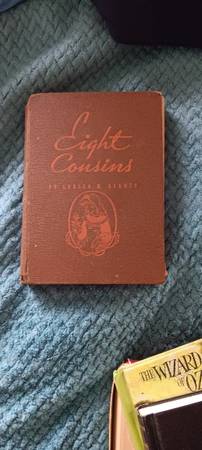 Eight
Cousins
BY LOUISA M. ALCOTT
THE WIZARD
OF OZ